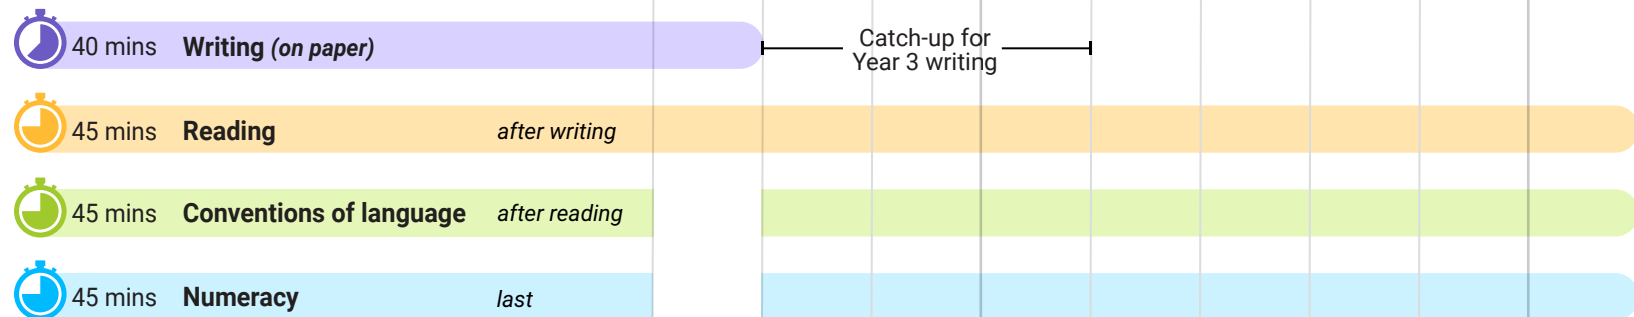 40 mins Writing (on paper)
Catch-up for
Year 3 writing
45 mins Reading after writing
45 mins Conventions of language after reading
45 mins Numeracy last